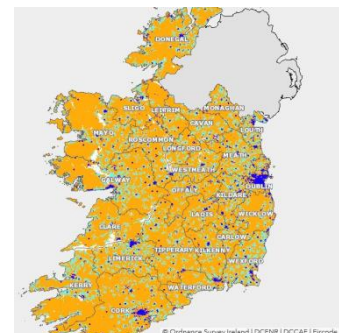 DONEGAL
SLIGO
LEITRIM
MONAGHAN
CAVAN
LOUTH
MAYO
ROSCOMMON
LONGFORD
MEATH
WESTMEATH
GALWAY
DUBLIN
OFFALY
KILDARE
LAOIS
WICKLOW
CLARE
CARLOW
TIPPERARY
KILKENNY
LIMERICK
WEXFORD
KERRY
WATERFORD
CORK
© Ordnance Survey Ireland | DCENR | DCCAE | Eircode